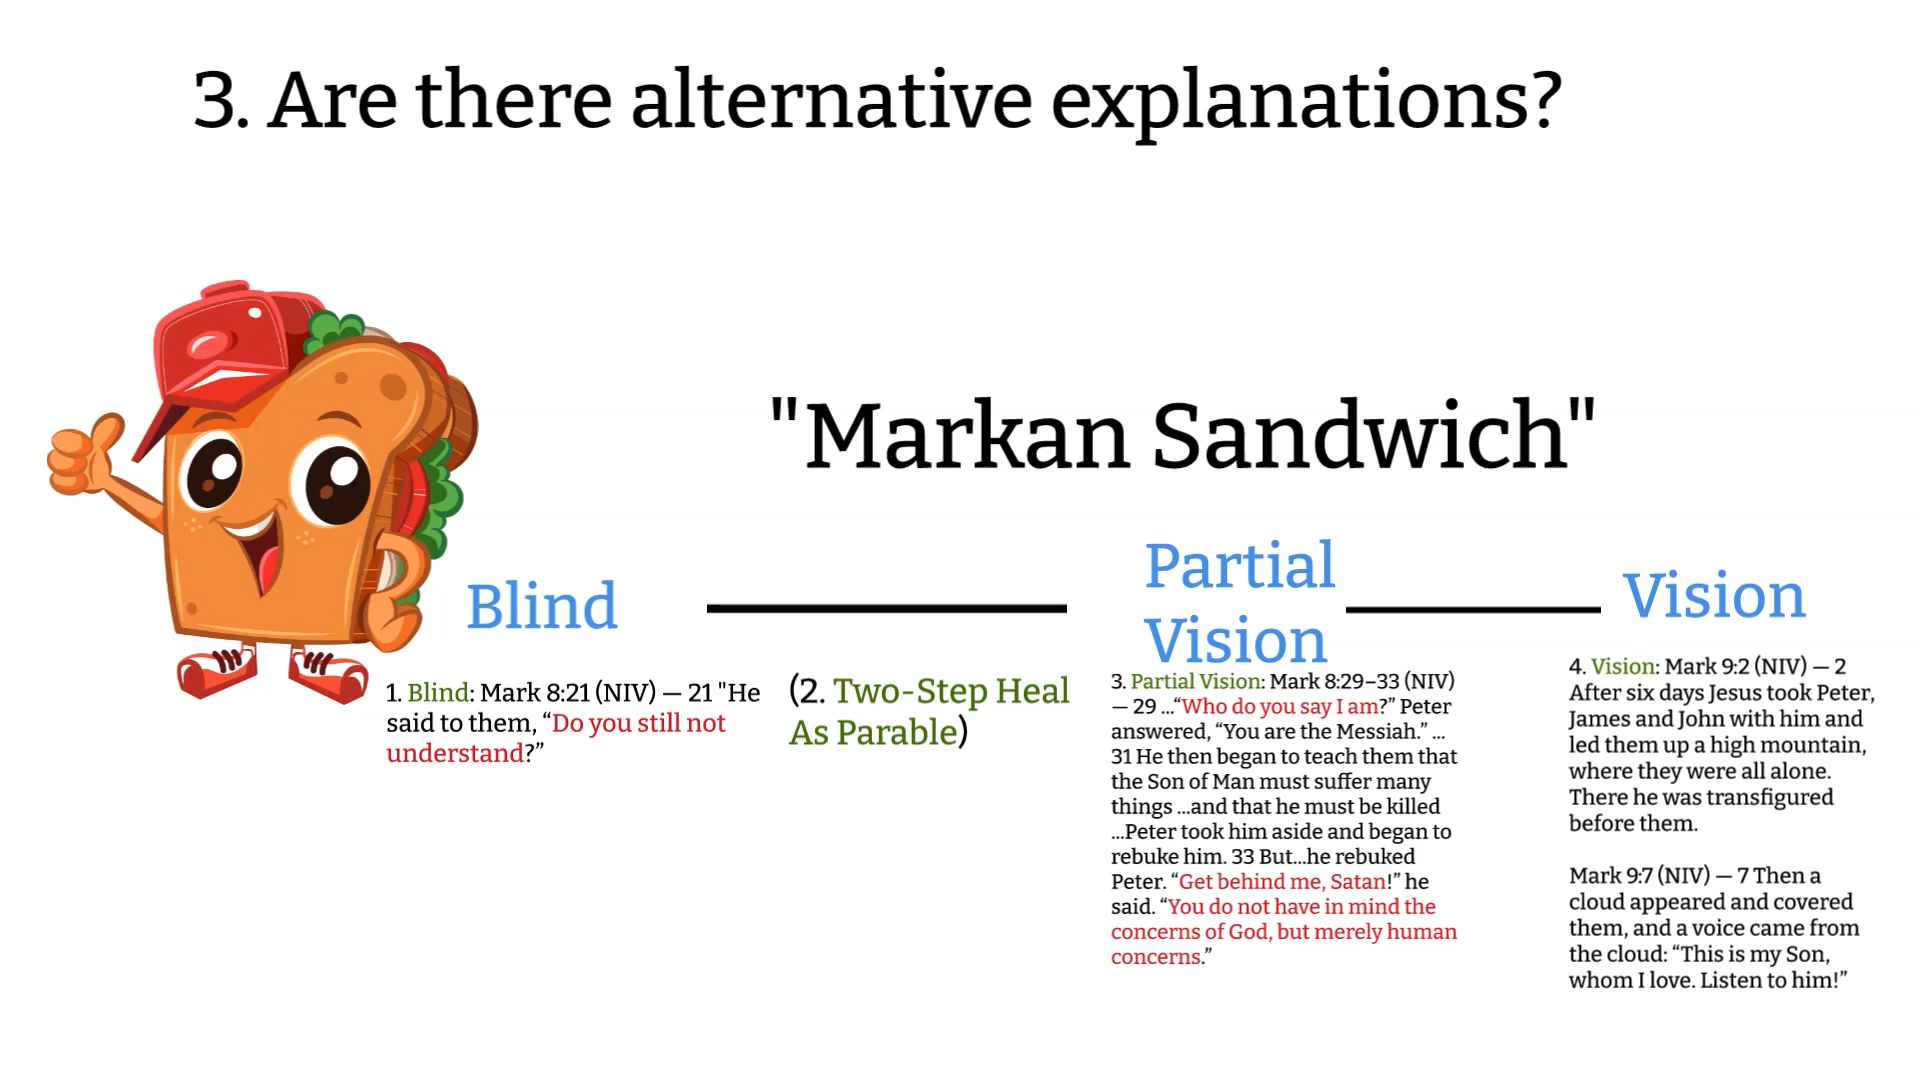 3. Are there alternative explanations?
"Markan Sandwich"
Blind
Partial
Vision
Vision
1. Blind: Mark 8:21 (NIV) — 21 "He
said to them, “Do you still not
understand?”
(2. Two-Step Heal
As Parable)
3. Partial Vision: Mark 8:29–33 (NIV)
— 29 ...“Who do you say I am?” Peter
answered, “You are the Messiah.” ...
31 He then began to teach them that
the Son of Man must suffer many
things ...and that he must be killed
...Peter took him aside and began to
rebuke him. 33 But...he rebuked
Peter. “Get behind me, Satan!” he
said. “You do not have in mind the
concerns of God, but merely human
concerns.”
4. Vision: Mark 9:2 (NIV) — 2
After six days Jesus took Peter,
James and John with him and
led them up a high mountain,
where they were all alone.
There he was transfigured
before them.
Mark 9:7 (NIV) — 7 Then a
cloud appeared and covered
them, and a voice came from
the cloud: “This is my Son,
whom I love. Listen to him!”